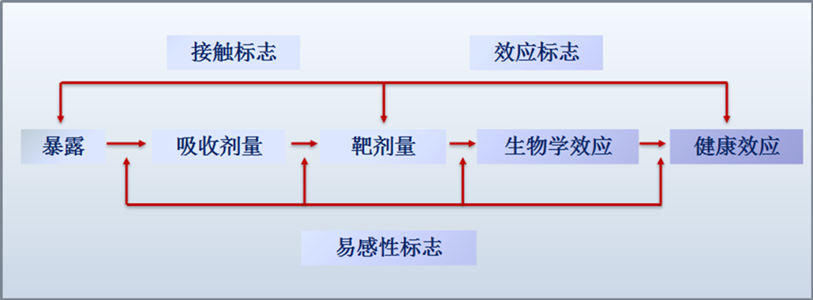 接触标志
效应标志
暴露
吸收剂量
靶剂量
生物学效应
健康效应
易感性标志